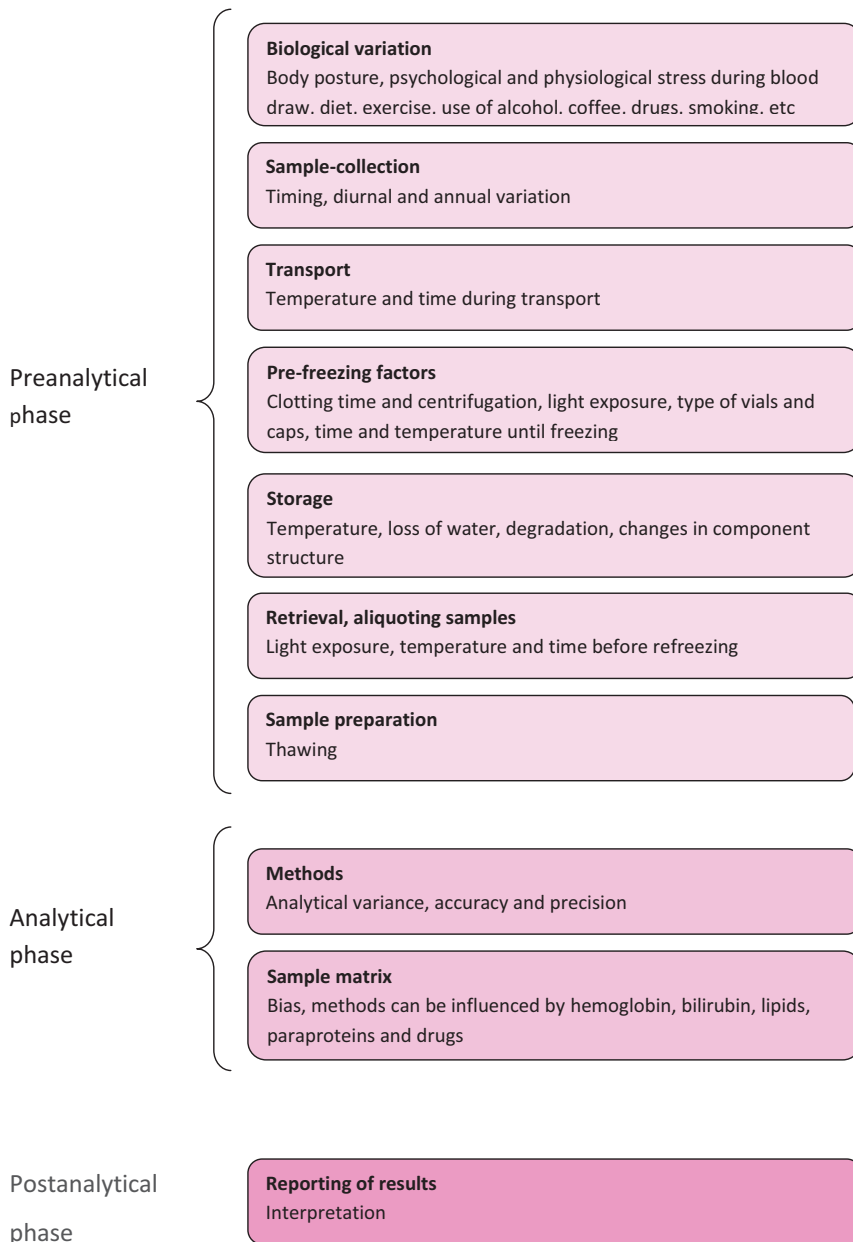 Biological variation
Body posture, psychological and physiological stress during blood
draw, diet, exercise, use of alcohol, coffee, drugs, smoking, etc
Sample-collection
Timing, diurnal and annual variation
Transport
Temperature and time during transport
Preanalytical
phase
Pre-freezing factors
Clotting time and centrifugation, light exposure, type of vials and
caps, time and temperature until freezing
Storage
Temperature, loss of water, degradation, changes in component
structure
Retrieval, aliquoting samples
Light exposure, temperature and time before refreezing
Sample preparation
Thawing
Analytical
phase
Methods
Analytical variance, accuracy and precision
Sample matrix
Bias, methods can be influenced by hemoglobin, bilirubin, lipids,
paraproteins and drugs
Postanalytical
phase
Reporting of results
Interpretation